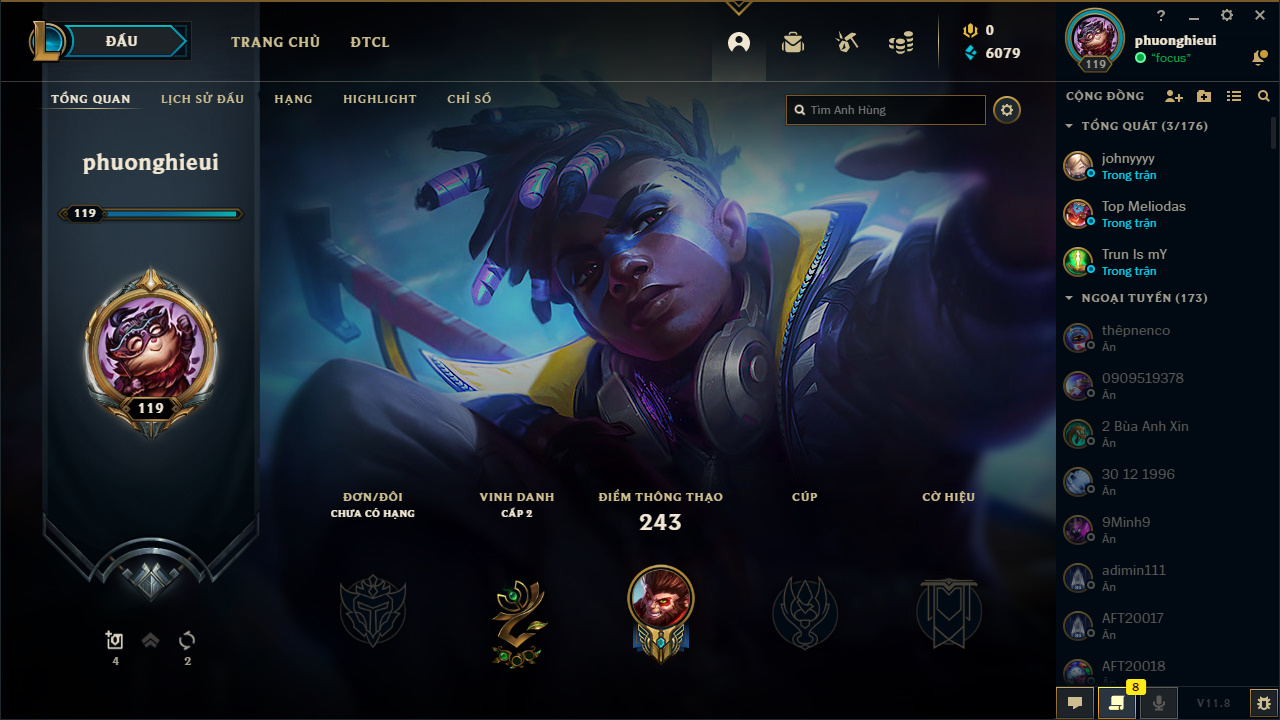 ĐẤU
TRANG CHỦ
ĐTCL
0
6079
?
phuonghieui
"focus"
119
TỔNG QUAN
LỊCH SỬ ĐẤU
HẠNG
HIGHLIGHT
CHỈ SỐ
Tìm Anh Hùng
phuonghieui
119
119
4
2
ĐƠN/ĐÔI
CHƯA CÓ HẠNG
VINH DANH
CẤP 2
ĐIỂM THÔNG THẠO
243
CÚP
CỜ HIỆU
CỘNG ĐỒNG
TỔNG QUÁT (3/176)
johnyyyy
Trong trận
Top Meliodas
Trong trận
Trun Is mY
Trong trận
NGOẠI TUYẾN (173)
thêpnenco
Ẩn
0909519378
Ẩn
2 Bùa Anh Xin
Ẩn
30 12 1996
Ẩn
9Minh9
Ẩn
adimin111
Ẩn
AFT20017
Ẩn
AFT20018
Ẩn
8
V11.8